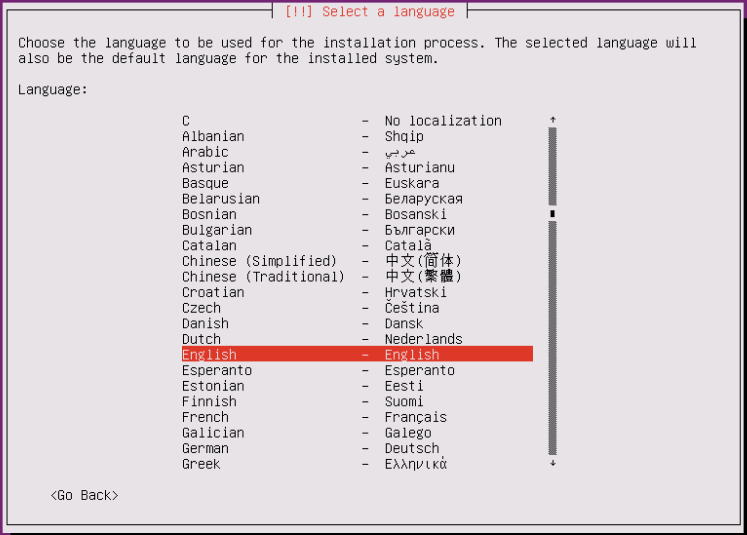 [!!] Select a language
Choose the language to be used for the installation process. The selected language will
also be the default language for the installed system.
Language:
C - No localization
Albanian - Shqip
Arabic - عربي
Asturian - Asturianu
Basque - Euskara
Belarusian - Беларуская
Bosnian - Bosanski
Bulgarian - Български
Catalan - Català
Chinese (Simplified) - 中文(简体)
Chinese (Traditional) - 中文(繁體)
Croatian - Hrvatski
Czech - Čeština
Danish - Dansk
Dutch - Nederlands
English - English
Esperanto - Esperanto
Estonian - Eesti
Finnish - Suomi
French - Français
Galician - Galego
German - Deutsch
Greek - Ελληνικά
<Go Back>